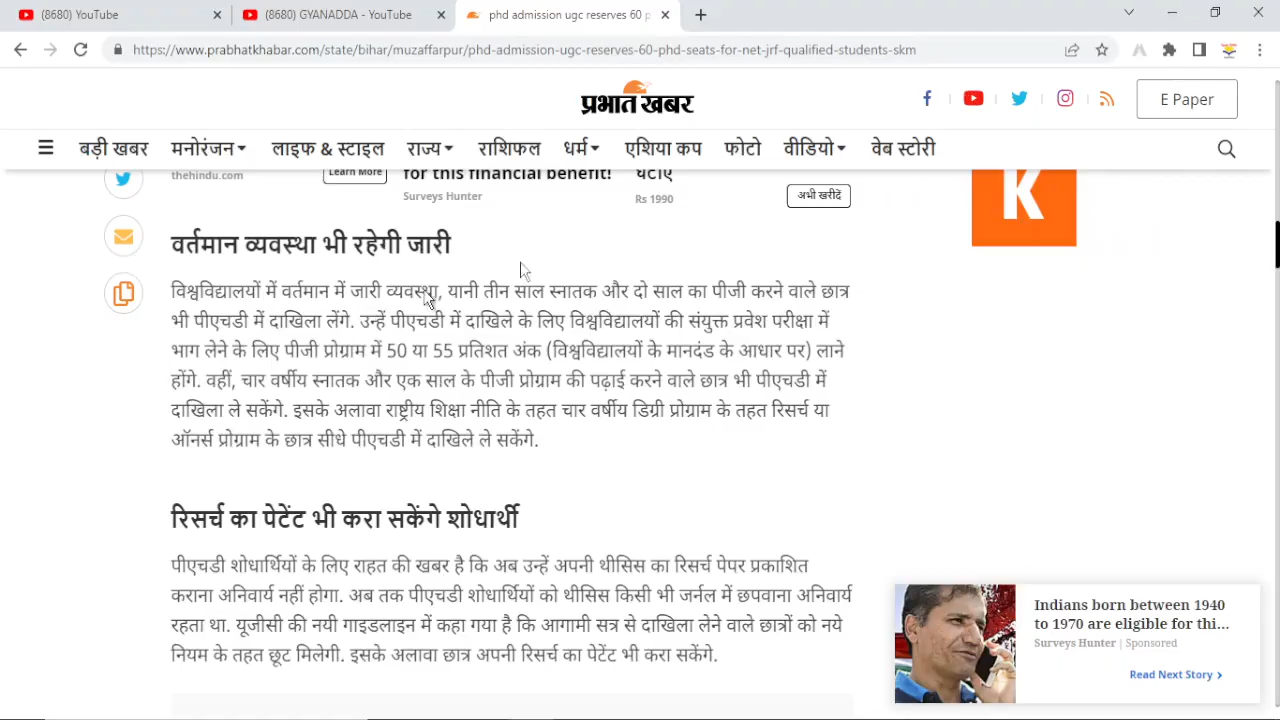 (8680) YouTube
(8680) GYANADDA - YouTube
phd admission ugc reserves 60 p
https://www.prabhatkhabar.com/state/bihar/muzaffarpur/phd-admission-ugc-reserves-60-phd-seats-for-net-jrf-qualified-students-skm
प्रभात खबर
E Paper
बड़ी खबर मनोरंजन लाइफ & स्टाइल राज्य राशिफल धर्म एशिया कप फोटो वीडियो वेब स्टोरी
thehindu.com
Learn More
for this financial benefit!
Surveys Hunter
घटाए
Rs 1990
अभी खरीदें
K
वर्तमान व्यवस्था भी रहेगी जारी
विश्वविद्यालयों में वर्तमान में जारी व्यवस्था, यानी तीन साल स्नातक और दो साल का पीजी करने वाले छात्र
भी पीएचडी में दाखिला लेंगे. उन्हें पीएचडी में दाखिले के लिए विश्वविद्यालयों की संयुक्त प्रवेश परीक्षा में
भाग लेने के लिए पीजी प्रोग्राम में 50 या 55 प्रतिशत अंक (विश्वविद्यालयों के मानदंड के आधार पर) लाने
होंगे. वहीं, चार वर्षीय स्नातक और एक साल के पीजी प्रोग्राम की पढ़ाई करने वाले छात्र भी पीएचडी में
दाखिला ले सकेंगे. इसके अलावा राष्ट्रीय शिक्षा नीति के तहत चार वर्षीय डिग्री प्रोग्राम के तहत रिसर्च या
ऑनर्स प्रोग्राम के छात्र सीधे पीएचडी में दाखिले ले सकेंगे.
रिसर्च का पेटेंट भी करा सकेंगे शोधार्थी
पीएचडी शोधार्थियों के लिए राहत की खबर है कि अब उन्हें अपनी थीसिस का रिसर्च पेपर प्रकाशित
कराना अनिवार्य नहीं होगा. अब तक पीएचडी शोधार्थियों को थीसिस किसी भी जर्नल में छपवाना अनिवार्य
रहता था. यूजीसी की नयी गाइडलाइन में कहा गया है कि आगामी सत्र से दाखिला लेने वाले छात्रों को नये
नियम के तहत छूट मिलेगी. इसके अलावा छात्र अपनी रिसर्च का पेटेंट भी करा सकेंगे.
Indians born between 1940
to 1970 are eligible for thi...
Surveys Hunter | Sponsored
Read Next Story